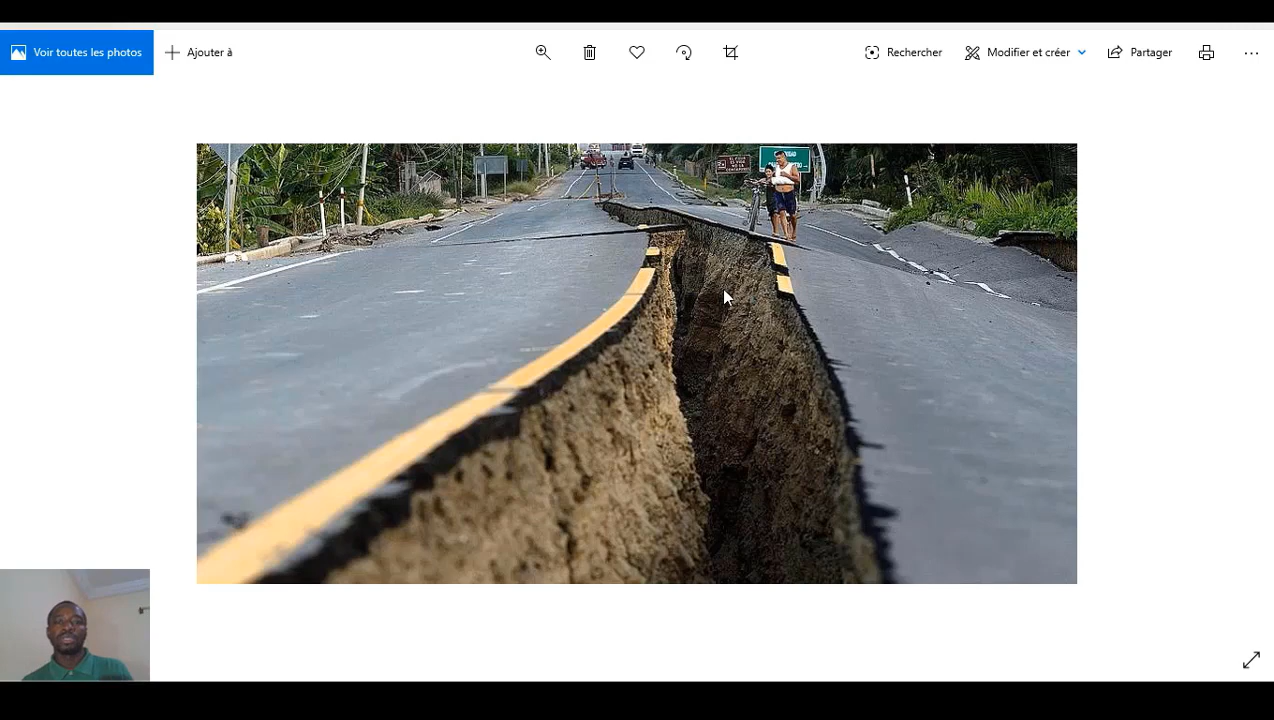 Voir toutes les photos
Ajouter à
Rechercher
Modifier et créer
Partager